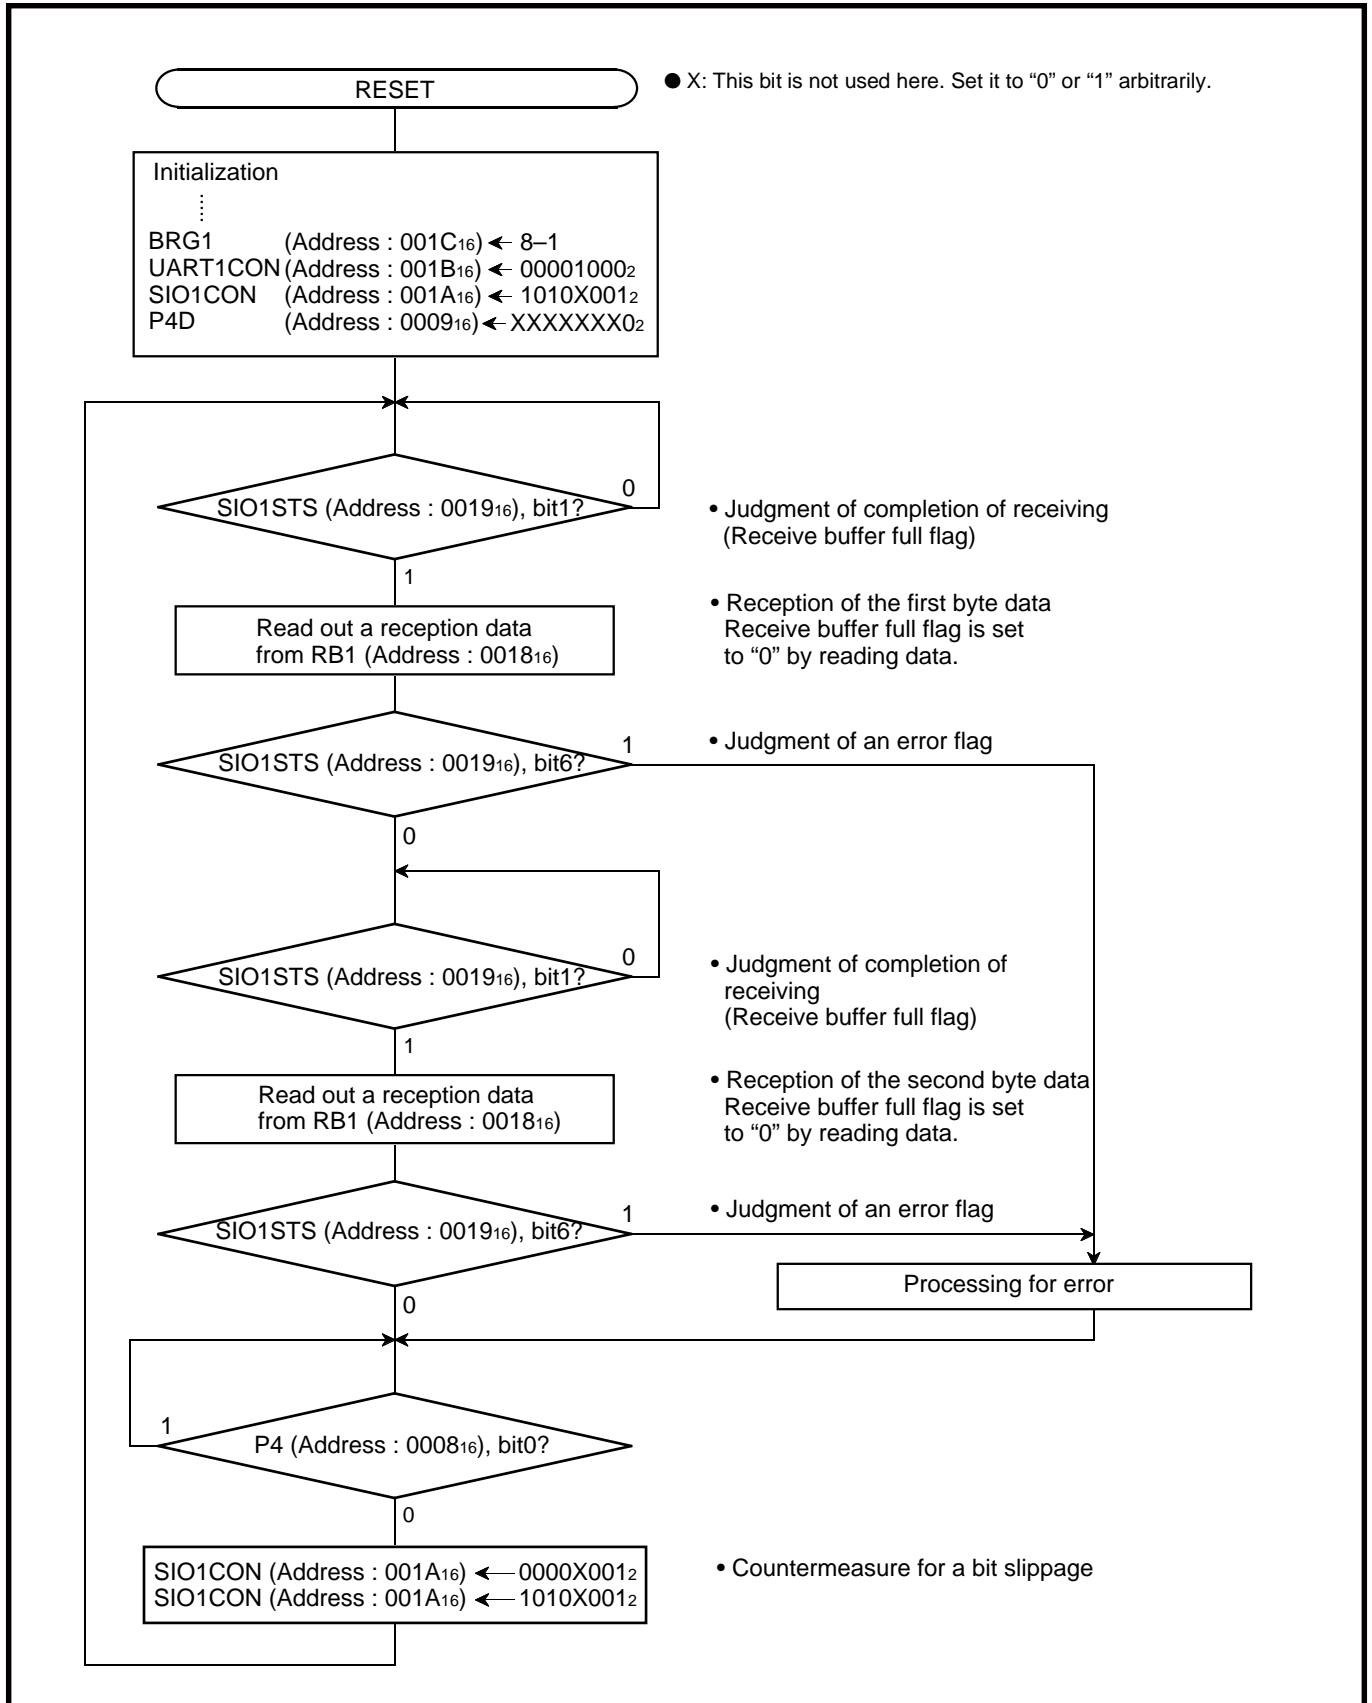 RESET
● X: This bit is not used here. Set it to “0” or “1” arbitrarily.
Initialization
BRG1 (Address : 001C16) ← 8–1
UART1CON (Address : 001B16) ← 000010002
SIO1CON (Address : 001A16) ← 1010X0012
P4D (Address : 000916) ← XXXXXXX02
SIO1STS (Address : 001916), bit1?
0
• Judgment of completion of receiving
(Receive buffer full flag)
1
Read out a reception data
from RB1 (Address : 001816)
• Reception of the first byte data
Receive buffer full flag is set
to “0” by reading data.
SIO1STS (Address : 001916), bit6?
1
• Judgment of an error flag
0
SIO1STS (Address : 001916), bit1?
0
• Judgment of completion of
receiving
(Receive buffer full flag)
1
Read out a reception data
from RB1 (Address : 001816)
• Reception of the second byte data
Receive buffer full flag is set
to “0” by reading data.
SIO1STS (Address : 001916), bit6?
1
• Judgment of an error flag
Processing for error
0
1
P4 (Address : 000816), bit0?
0
SIO1CON (Address : 001A16) ← 0000X0012
SIO1CON (Address : 001A16) ← 1010X0012
• Countermeasure for a bit slippage